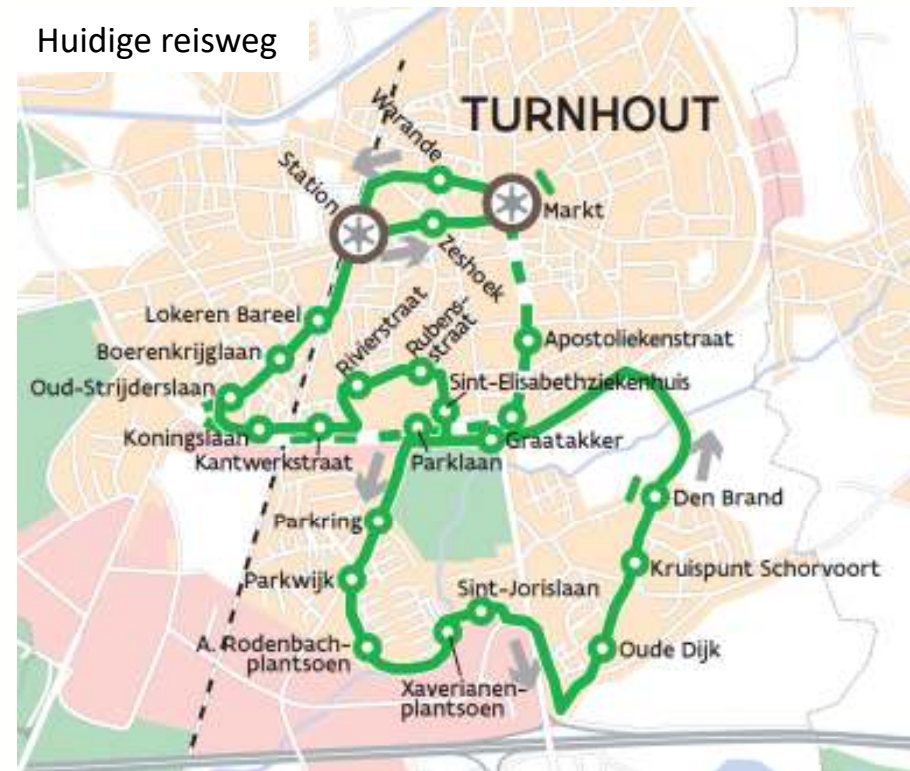 Huidige reisweg
TURNHOUT
Warande
Station
Markt
Zeshoek
Lokeren Bareel
Rivierstraat
Rubens-
straat
Apostoliekenstraat
Boerenkrijglaan
Oud-Strijderslaan
Sint-Elisabethziekenhuis
Koningslaan
Graatakker
Kantwerkstraat
Parklaan
Den Brand
Parkring
Kruispunt Schorvoort
Parkwijk
Sint-Jorislaan
A. Rodenbach-
plantsoen
Oude Dijk
Xaverianen-
plantsoen